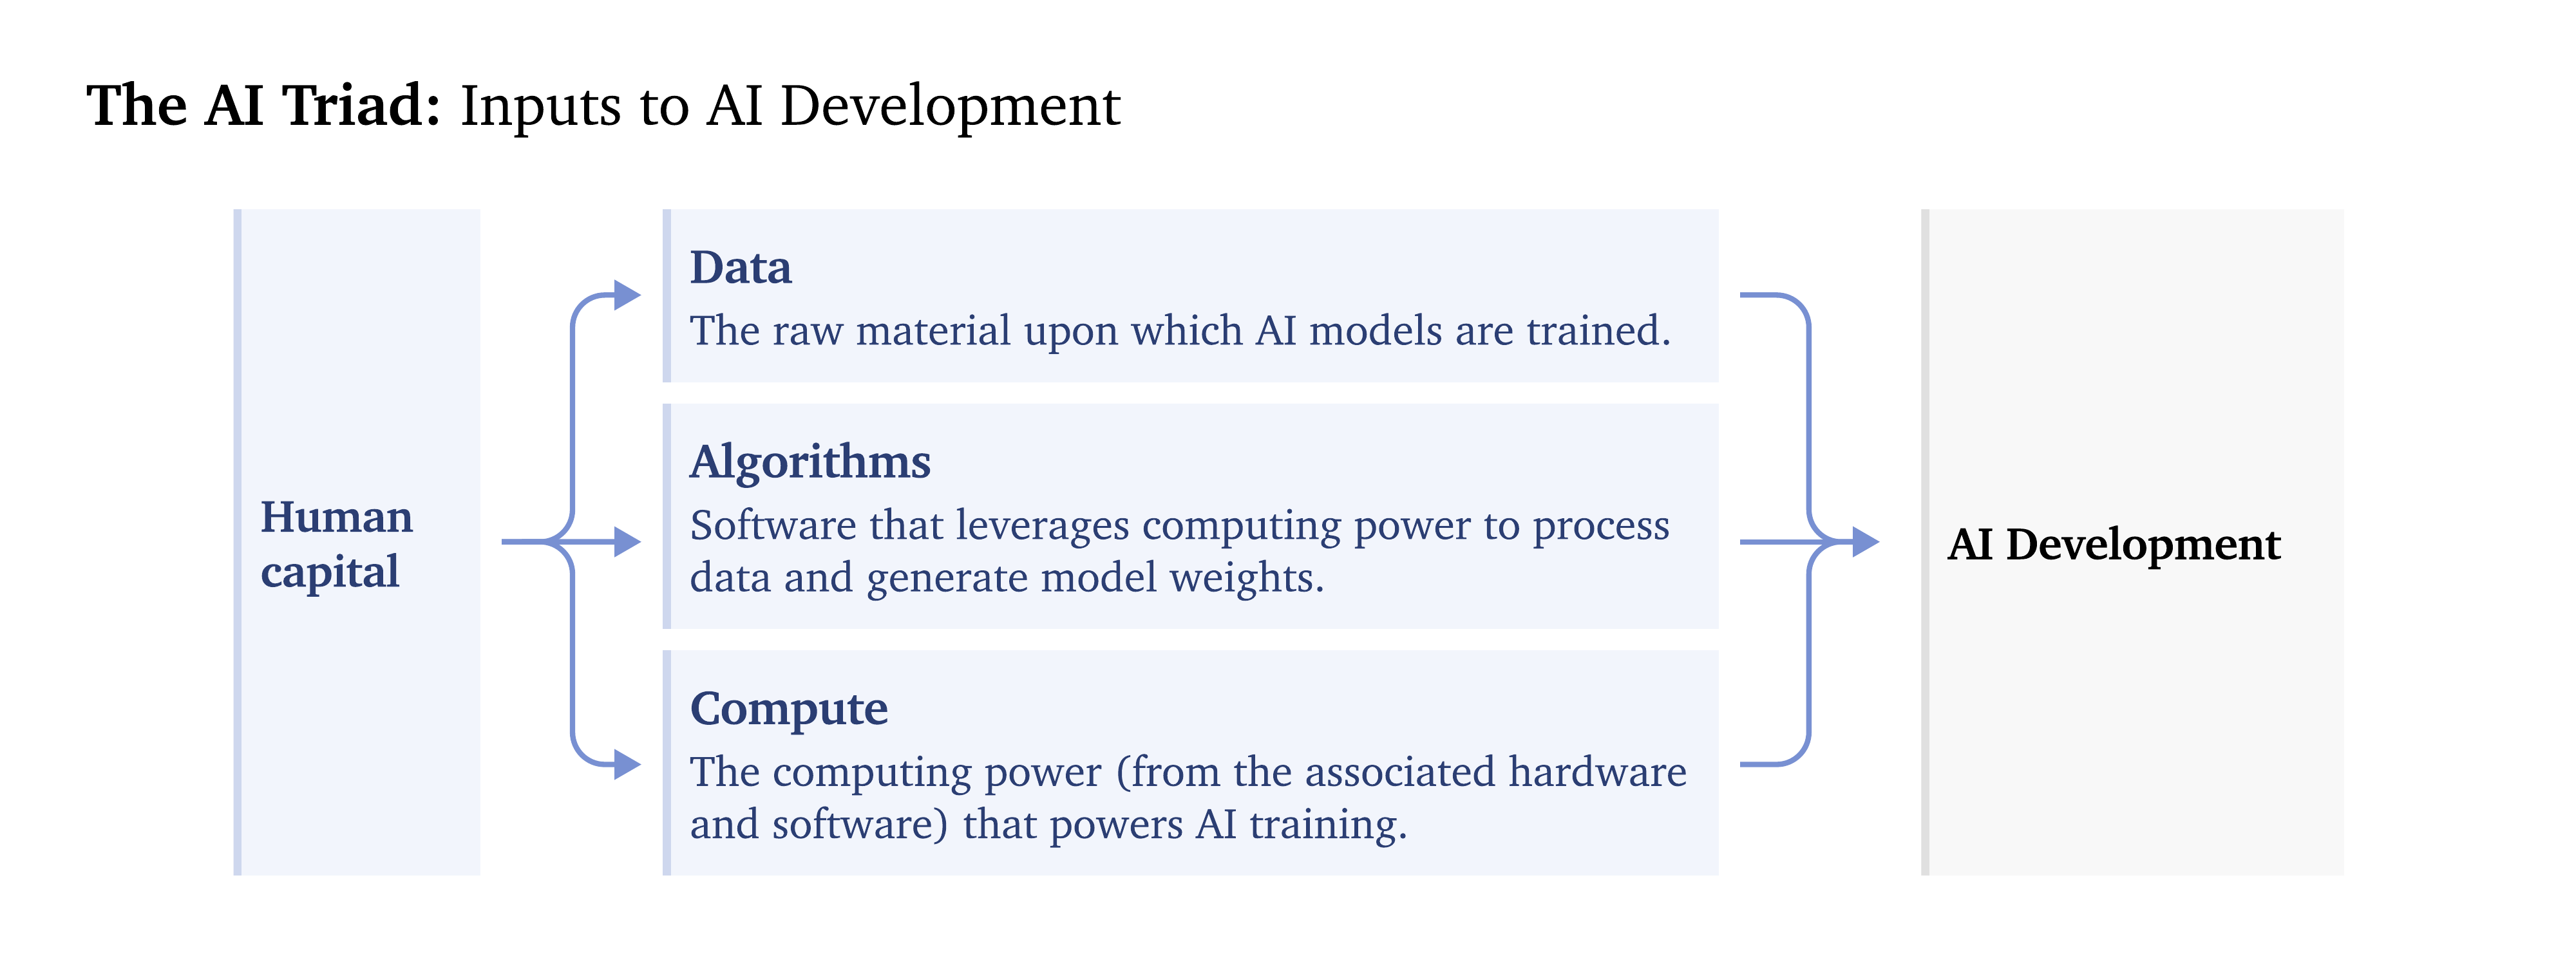 The AI Triad: Inputs to AI Development
Human
capital
Data
The raw material upon which AI models are trained.
Algorithms
Software that leverages computing power to process
data and generate model weights.
Compute
The computing power (from the associated hardware
and software) that powers AI training.
AI Development